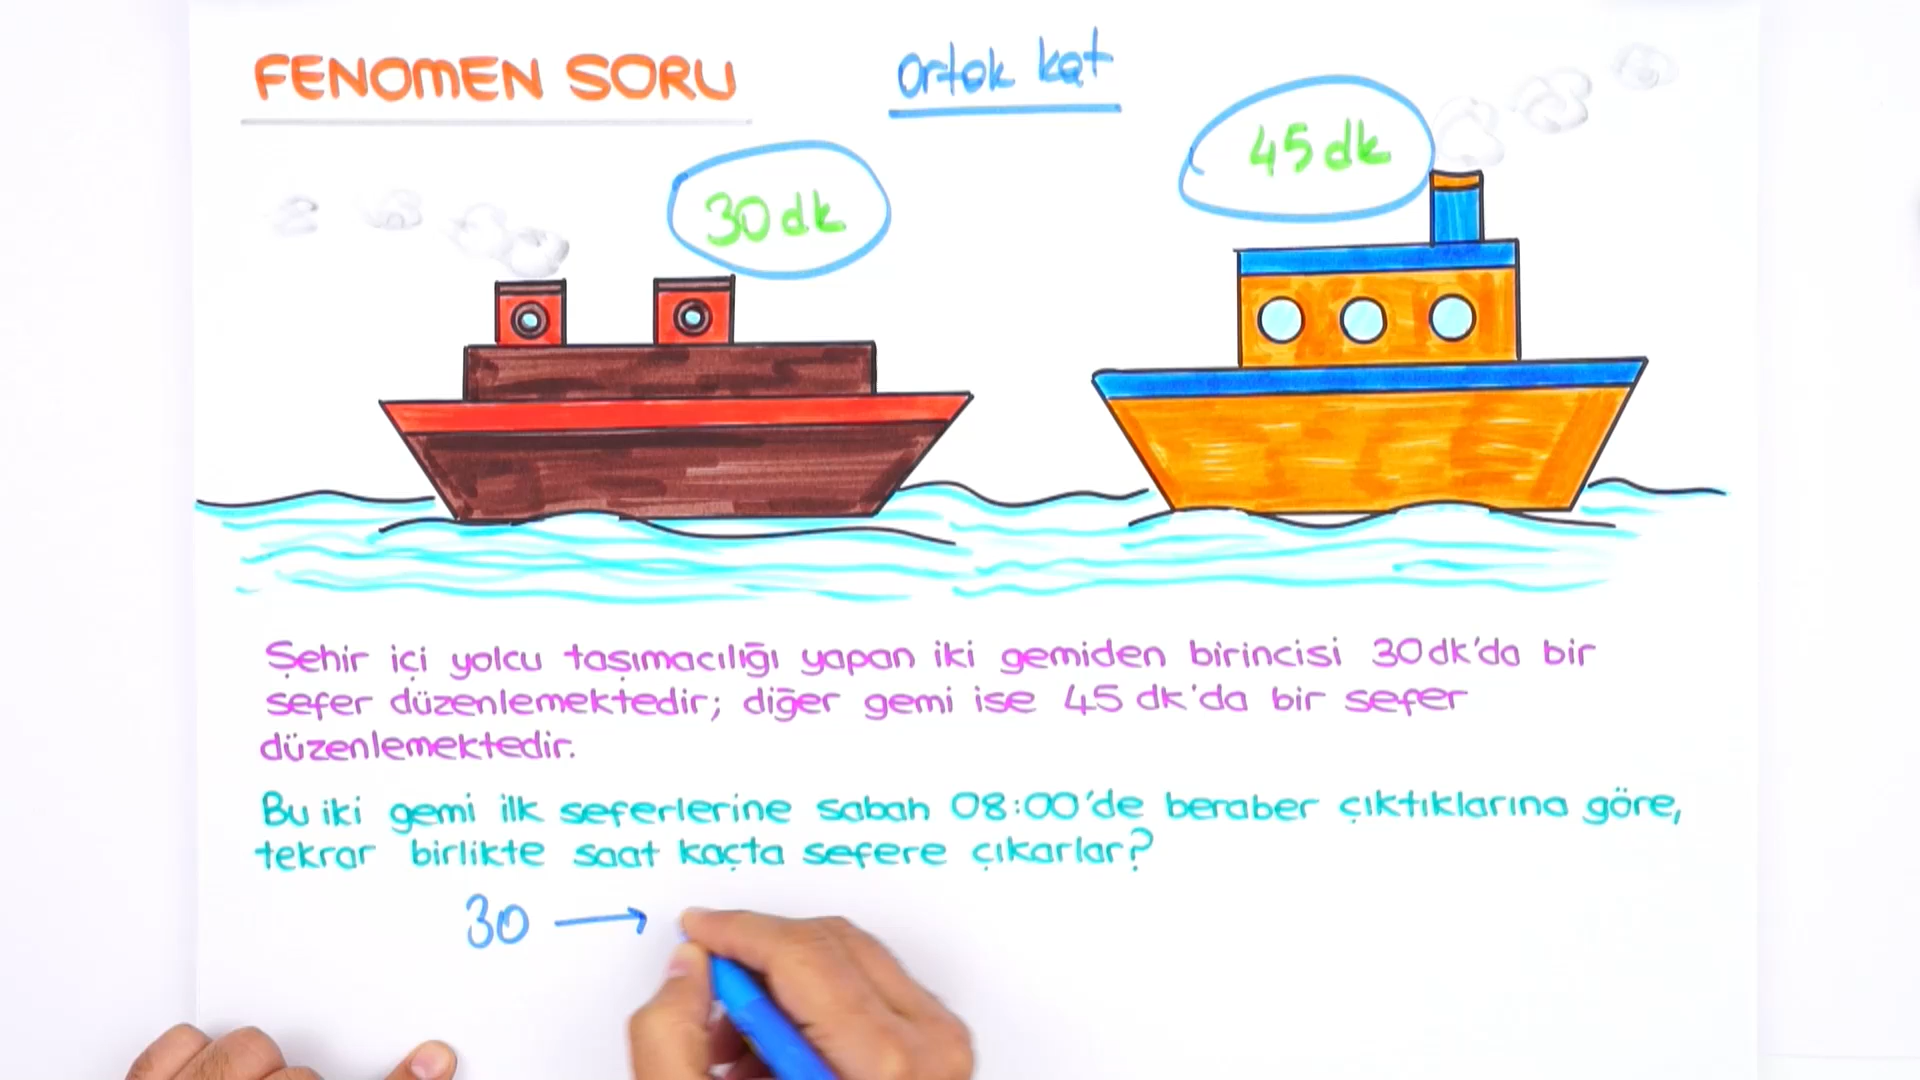 FENOMEN SORU
Ortak kat
30 dk
45 dk
Şehir içi yolcu taşımacılığı yapan iki gemiden birincisi 30 dk'da bir
sefer düzenlemektedir; diğer gemi ise 45 dk'da bir sefer
düzenlemektedir.
Bu iki gemi ilk seferlerine sabah 08:00'de beraber çıktıklarına göre,
tekrar birlikte saat kaçta sefere çıkarlar?
30 →